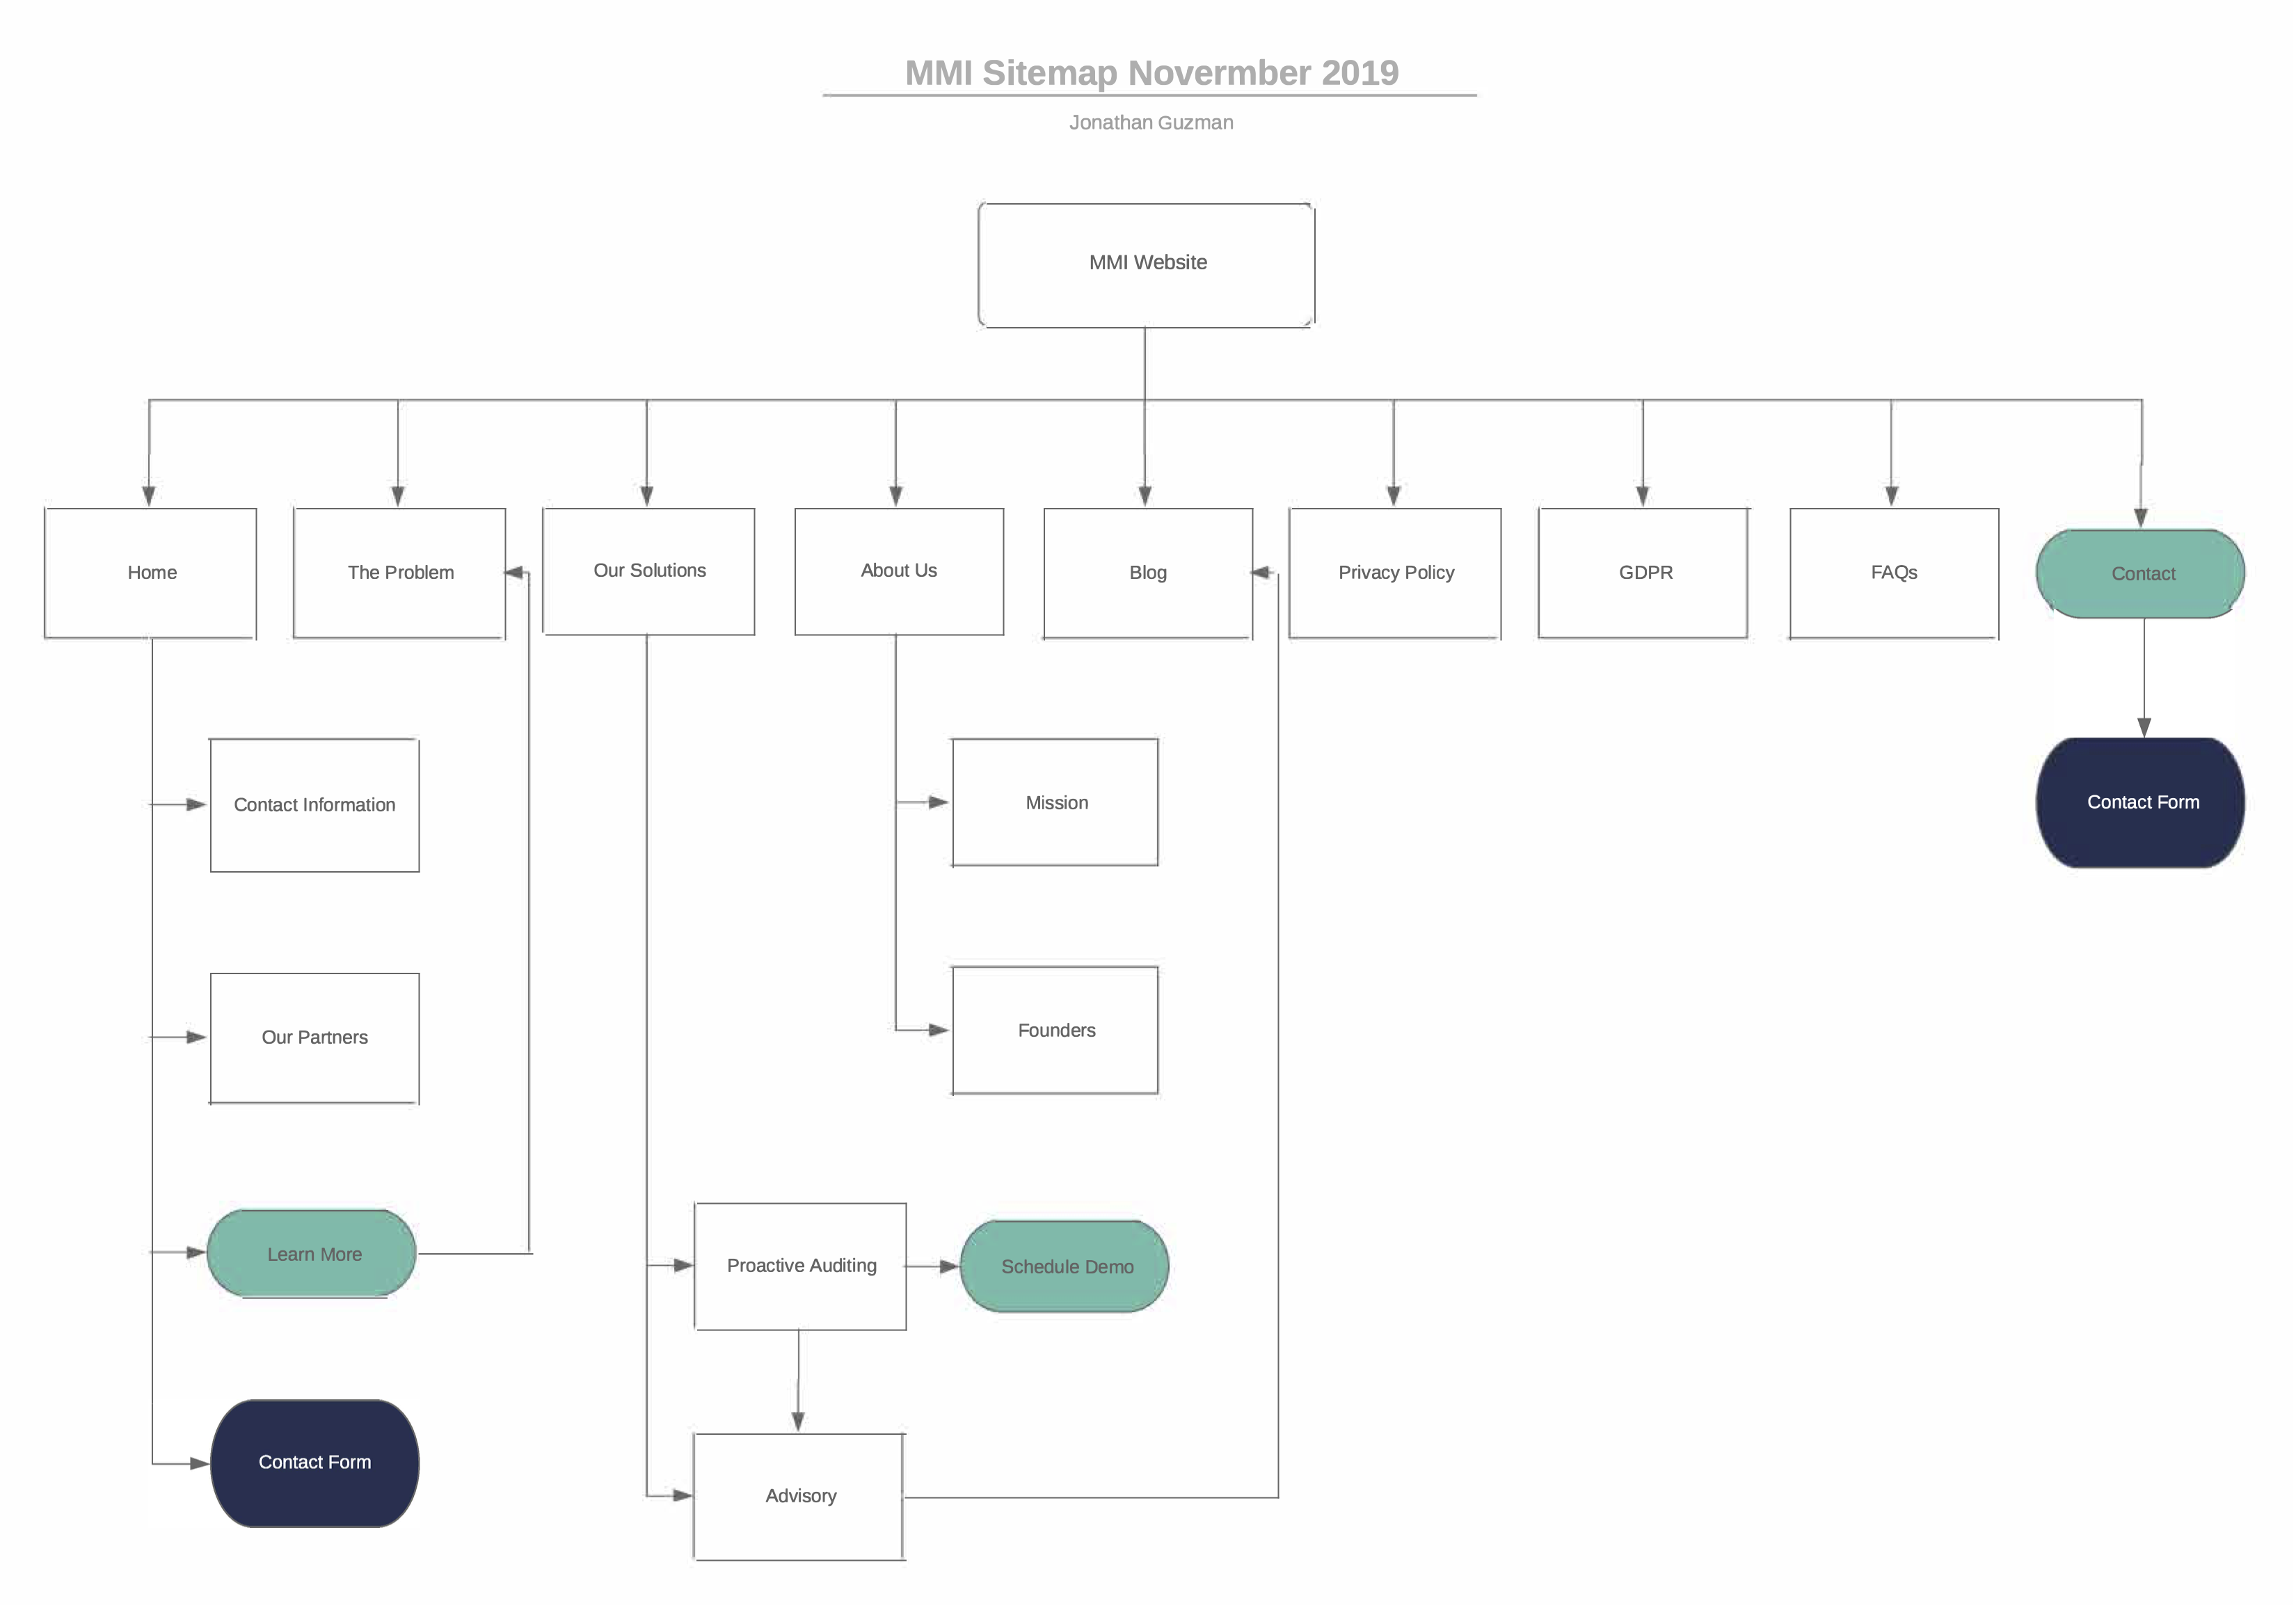 MMI Sitemap Novermber 2019
Jonathan Guzman
MMI Website
Home
The Problem
Our Solutions
About Us
Blog
Privacy Policy
GDPR
FAQs
Contact
Contact Information
Mission
Contact Form
Our Partners
Founders
Learn More
Proactive Auditing
Schedule Demo
Contact Form
Advisory